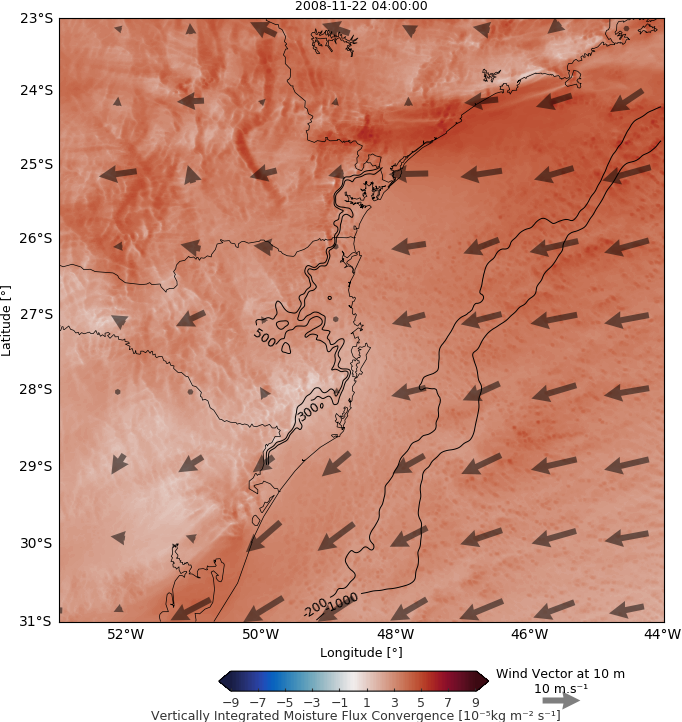 2008-11-22 04:00:00
23°S
24°S
25°S
26°S
27°S
28°S
29°S
30°S
31°S
Latitude [°]
500
300
-200
-1000
52°W 50°W 48°W 46°W 44°W
Longitude [°]
Wind Vector at 10 m
10 m.s⁻¹
−9 −7 −5 −3 −1 1 3 5 7 9
Vertically Integrated Moisture Flux Convergence [10⁻⁵kg m⁻² s⁻¹]